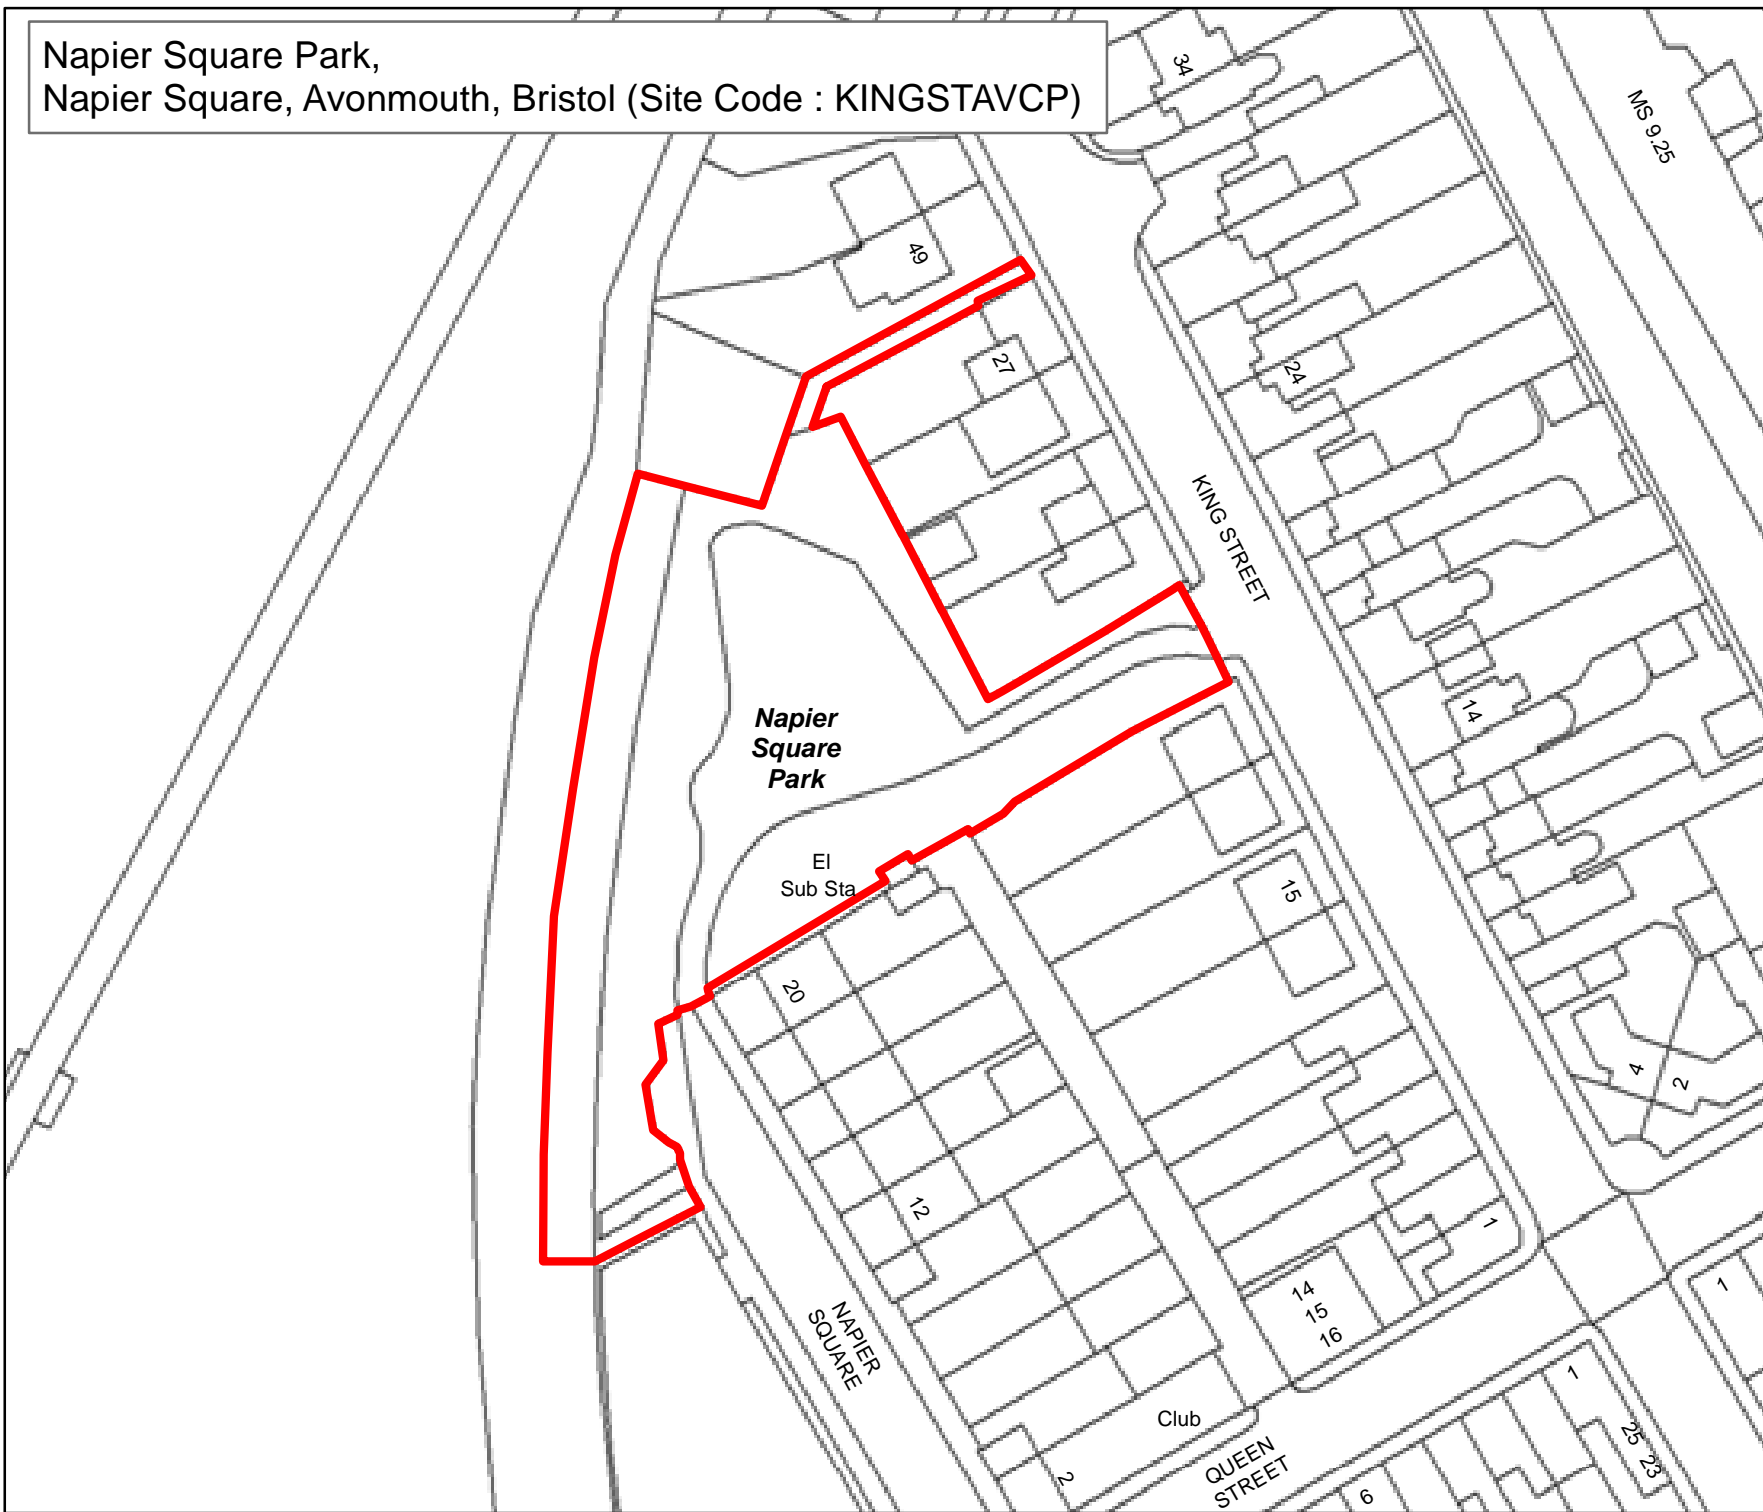 Napier Square Park,
Napier Square, Avonmouth, Bristol (Site Code : KINGSTAVCP)
34
MS 9.25
49
27
24
KING STREET
14
Napier
Square
Park
El
Sub Sta
15
20
4
2
12
1
14
15
16
1
NAPIER
SQUARE
Club
1
25
23
QUEEN
STREET
2
6